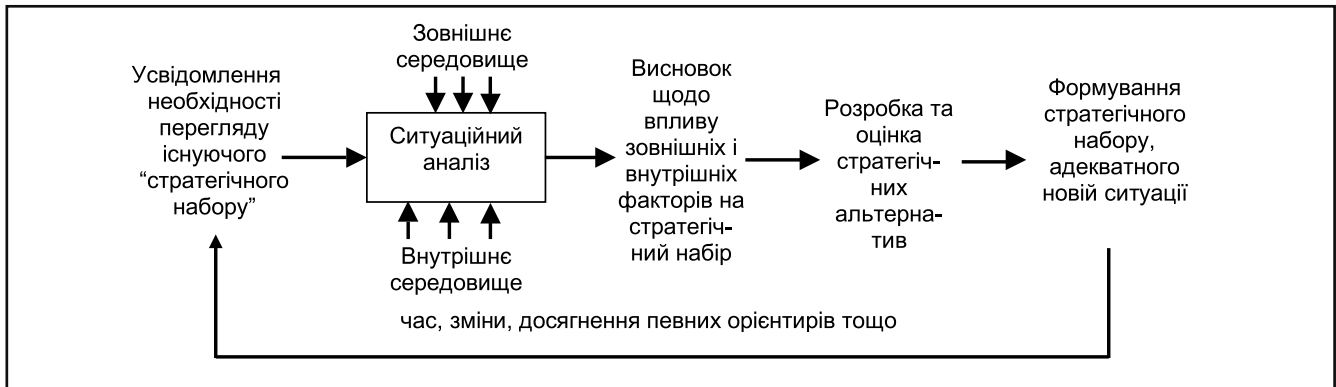 Усвідомлення
необхідності
перегляду
існуючого
“стратегічного
набору”
Зовнішнє
середовище
Ситуаційний
аналіз
Внутрішнє
середовище
Висновок
щодо
впливу
зовнішніх і
внутрішніх
факторів на
стратегіч-
ний набір
Розробка та
оцінка
стратегіч-
них
альтерна-
тив
Формування
стратегічного
набору,
адекватного
новій ситуації
час, зміни, досягнення певних орієнтирів тощо